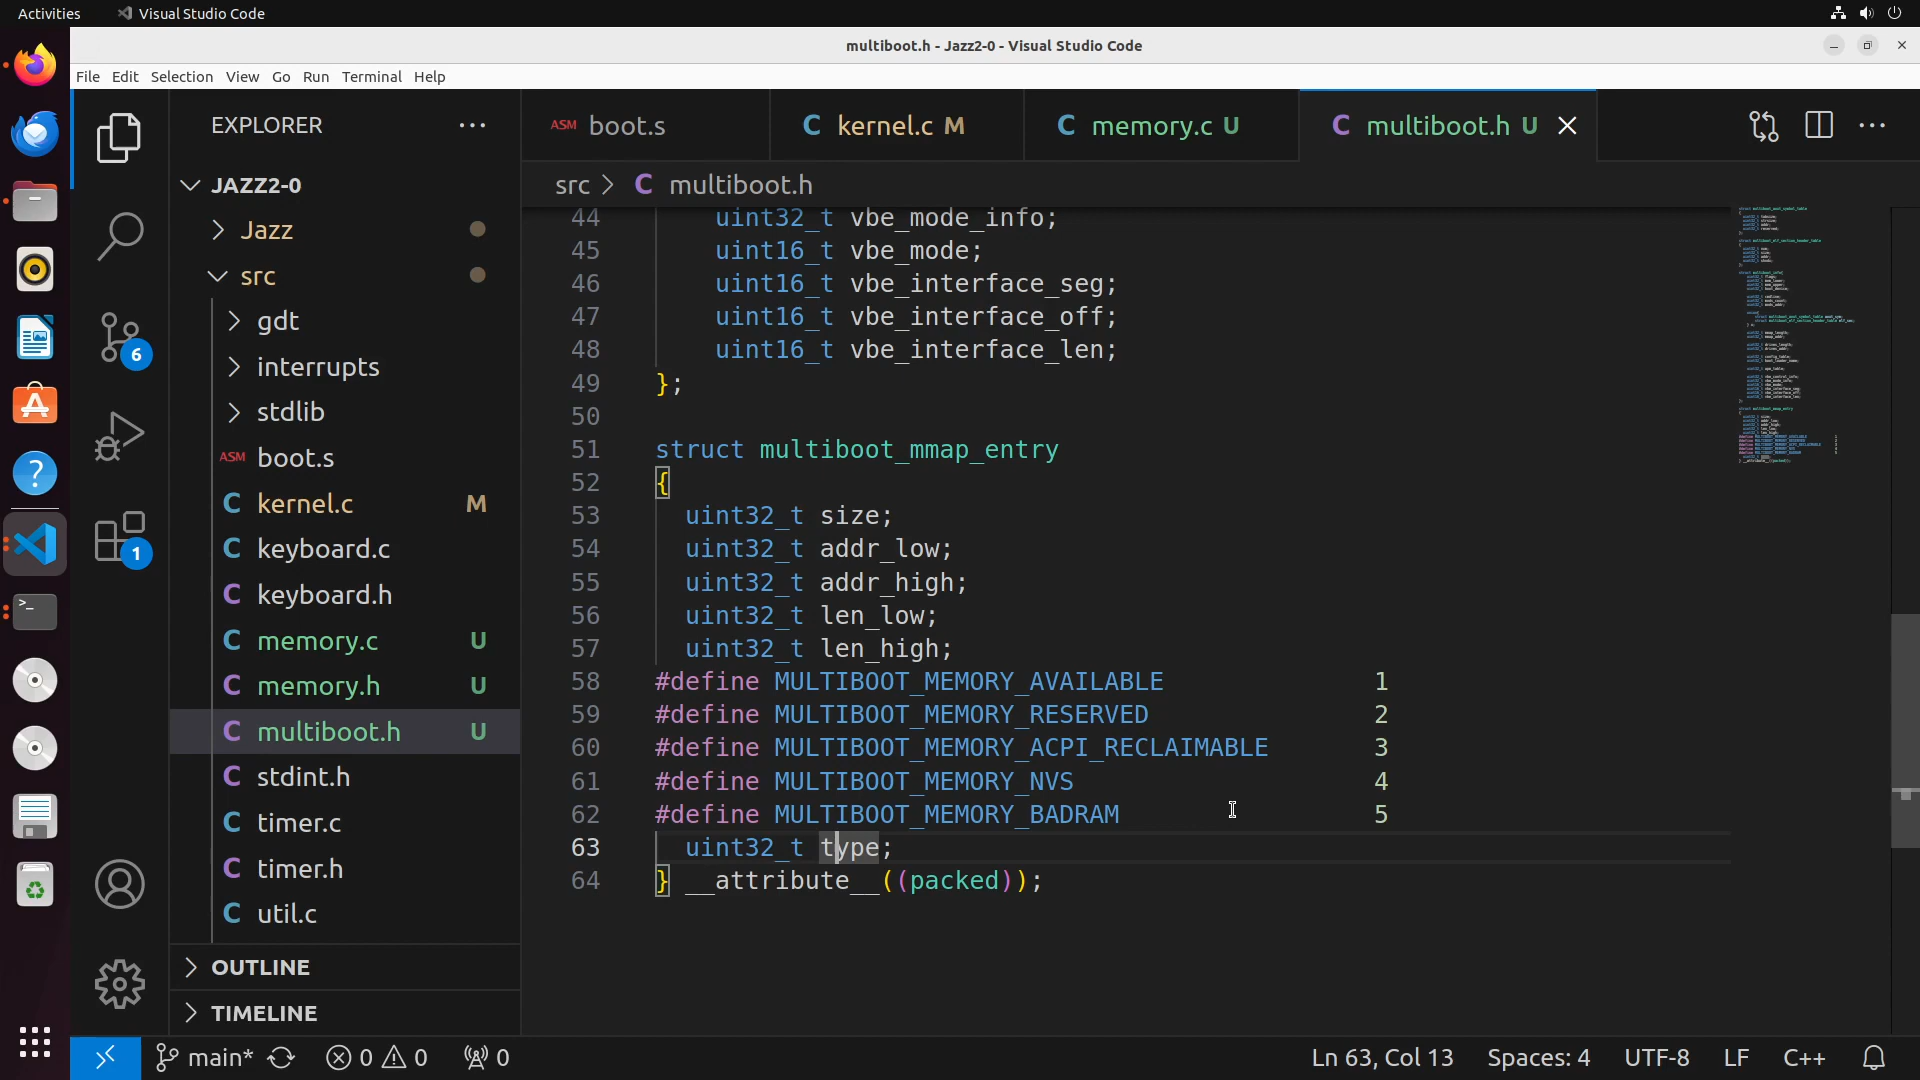 Activities
Visual Studio Code
multiboot.h - Jazz2-0 - Visual Studio Code
File Edit Selection View Go Run Terminal Help
EXPLORER
ASM boot.s
C kernel.c M
C memory.c U
C multiboot.h U
JAZZ2-0
src > C multiboot.h
Jazz
src
gdt
interrupts
stdlib
ASM boot.s
C kernel.c M
C keyboard.c
C keyboard.h
C memory.c U
C memory.h U
C multiboot.h U
C stdint.h
C timer.c
C timer.h
C util.c
OUTLINE
TIMELINE
6
1
44 uint32_t vbe_mode_info;
45 uint16_t vbe_mode;
46 uint16_t vbe_interface_seg;
47 uint16_t vbe_interface_off;
48 uint16_t vbe_interface_len;
49 };
50
51 struct multiboot_mmap_entry
52 {
53 uint32_t size;
54 uint32_t addr_low;
55 uint32_t addr_high;
56 uint32_t len_low;
57 uint32_t len_high;
58 #define MULTIBOOT_MEMORY_AVAILABLE 1
59 #define MULTIBOOT_MEMORY_RESERVED 2
60 #define MULTIBOOT_MEMORY_ACPI_RECLAIMABLE 3
61 #define MULTIBOOT_MEMORY_NVS 4
62 #define MULTIBOOT_MEMORY_BADRAM 5
63 uint32_t type;
64 } __attribute__((packed));
main* 0 0 0
Ln 63, Col 13 Spaces: 4 UTF-8 LF C++